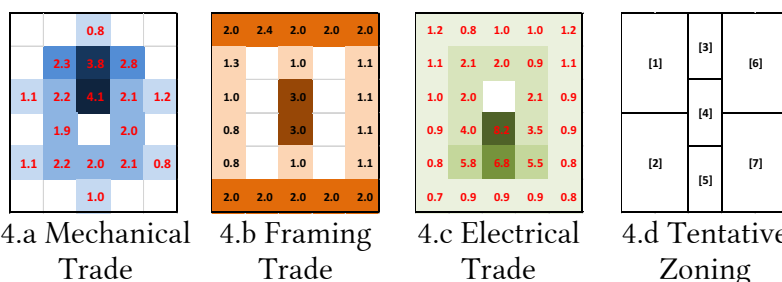 0.8
2.3 3.8 2.8
1.1 2.2 4.1 2.1 1.2
1.9 2.0
1.1 2.2 2.0 2.1 0.8
1.0
4.a Mechanical
Trade
2.0 2.4 2.0 2.0 2.0
1.3 1.0 1.1
1.0 3.0 1.1
0.8 3.0 1.1
0.8 1.0 1.1
2.0 2.0 2.0 2.0 2.0
4.b Framing
Trade
1.2 0.8 1.0 1.0 1.2
1.1 2.1 2.0 0.9 1.1
1.0 2.0 2.1 0.9
0.9 4.0 3.5 0.9
0.8 5.8 6.8 5.5 0.8
0.7 0.9 0.9 0.9 0.8
4.c Electrical
Trade
[1] [3] [6]
[4]
[2] [5] [7]
4.d Tentative
Zoning